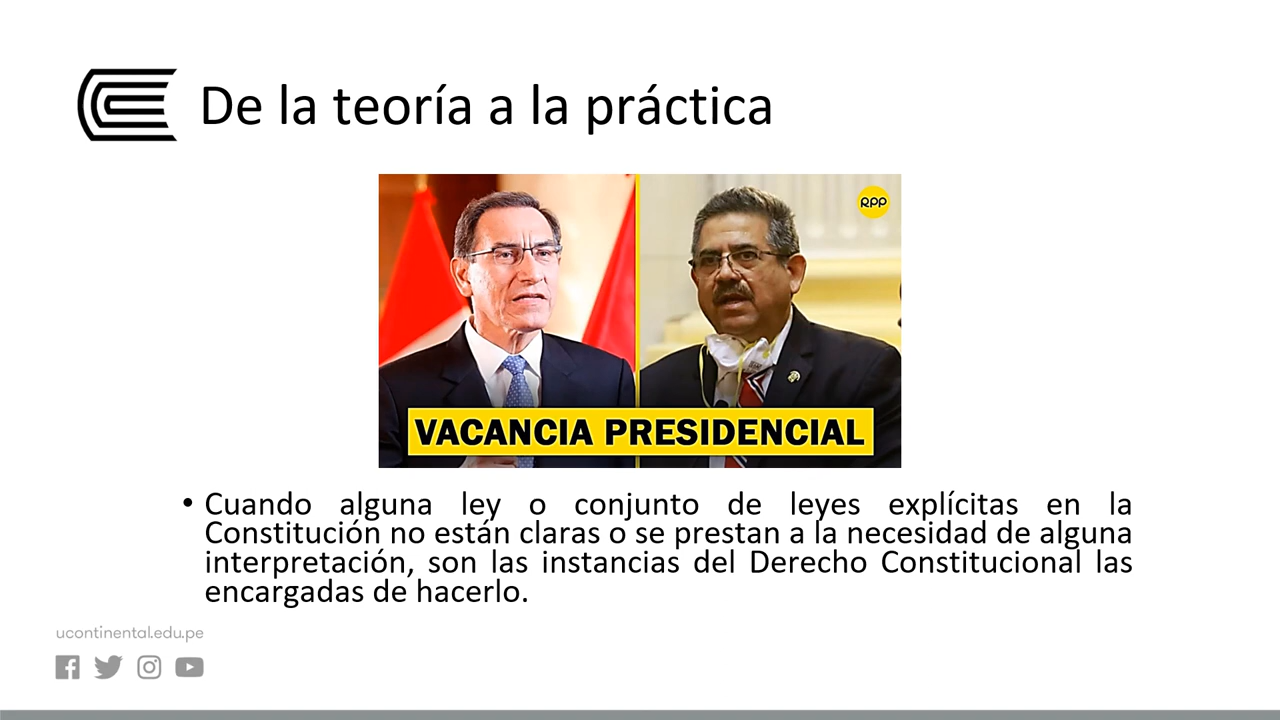 De la teoría a la práctica
RPP
VACANCIA PRESIDENCIAL
• Cuando alguna ley o conjunto de leyes explícitas en la
Constitución no están claras o se prestan a la necesidad de alguna
interpretación, son las instancias del Derecho Constitucional las
encargadas de hacerlo.
ucontinental.edu.pe